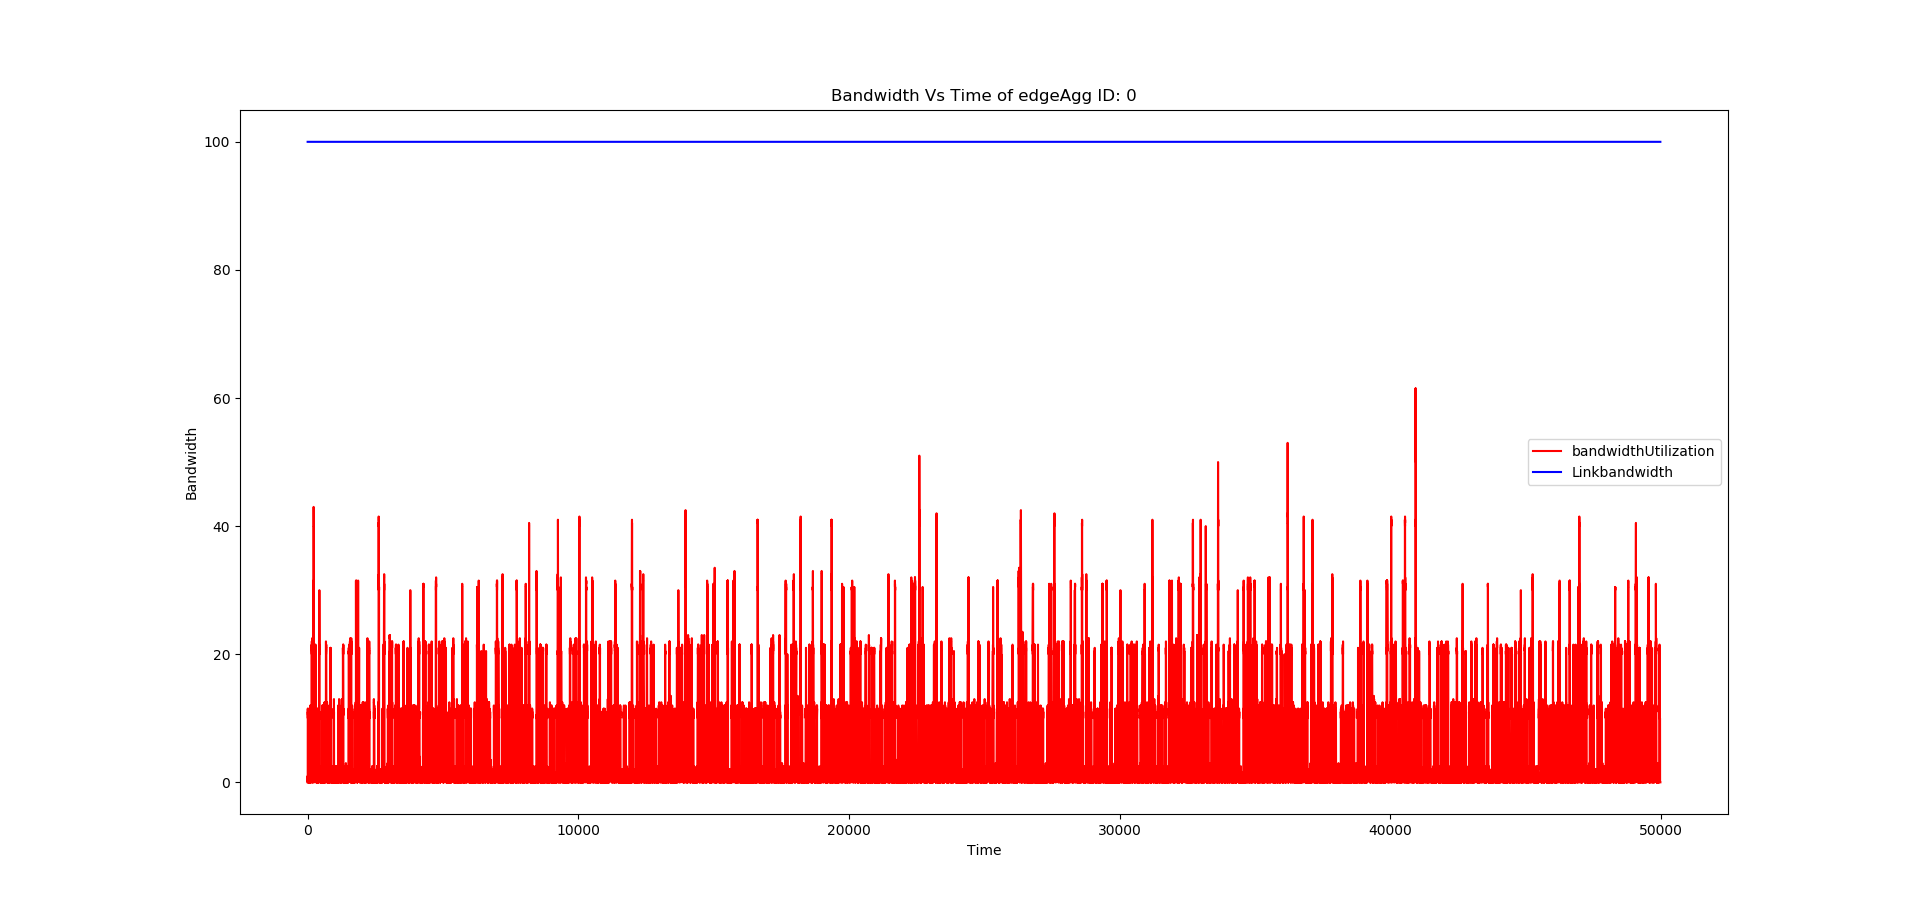 Bandwidth Vs Time of edgeAgg ID: 0
100
80
60
40
20
0
Bandwidth
bandwidthUtilization
Linkbandwidth
0 10000 20000 30000 40000 50000
Time